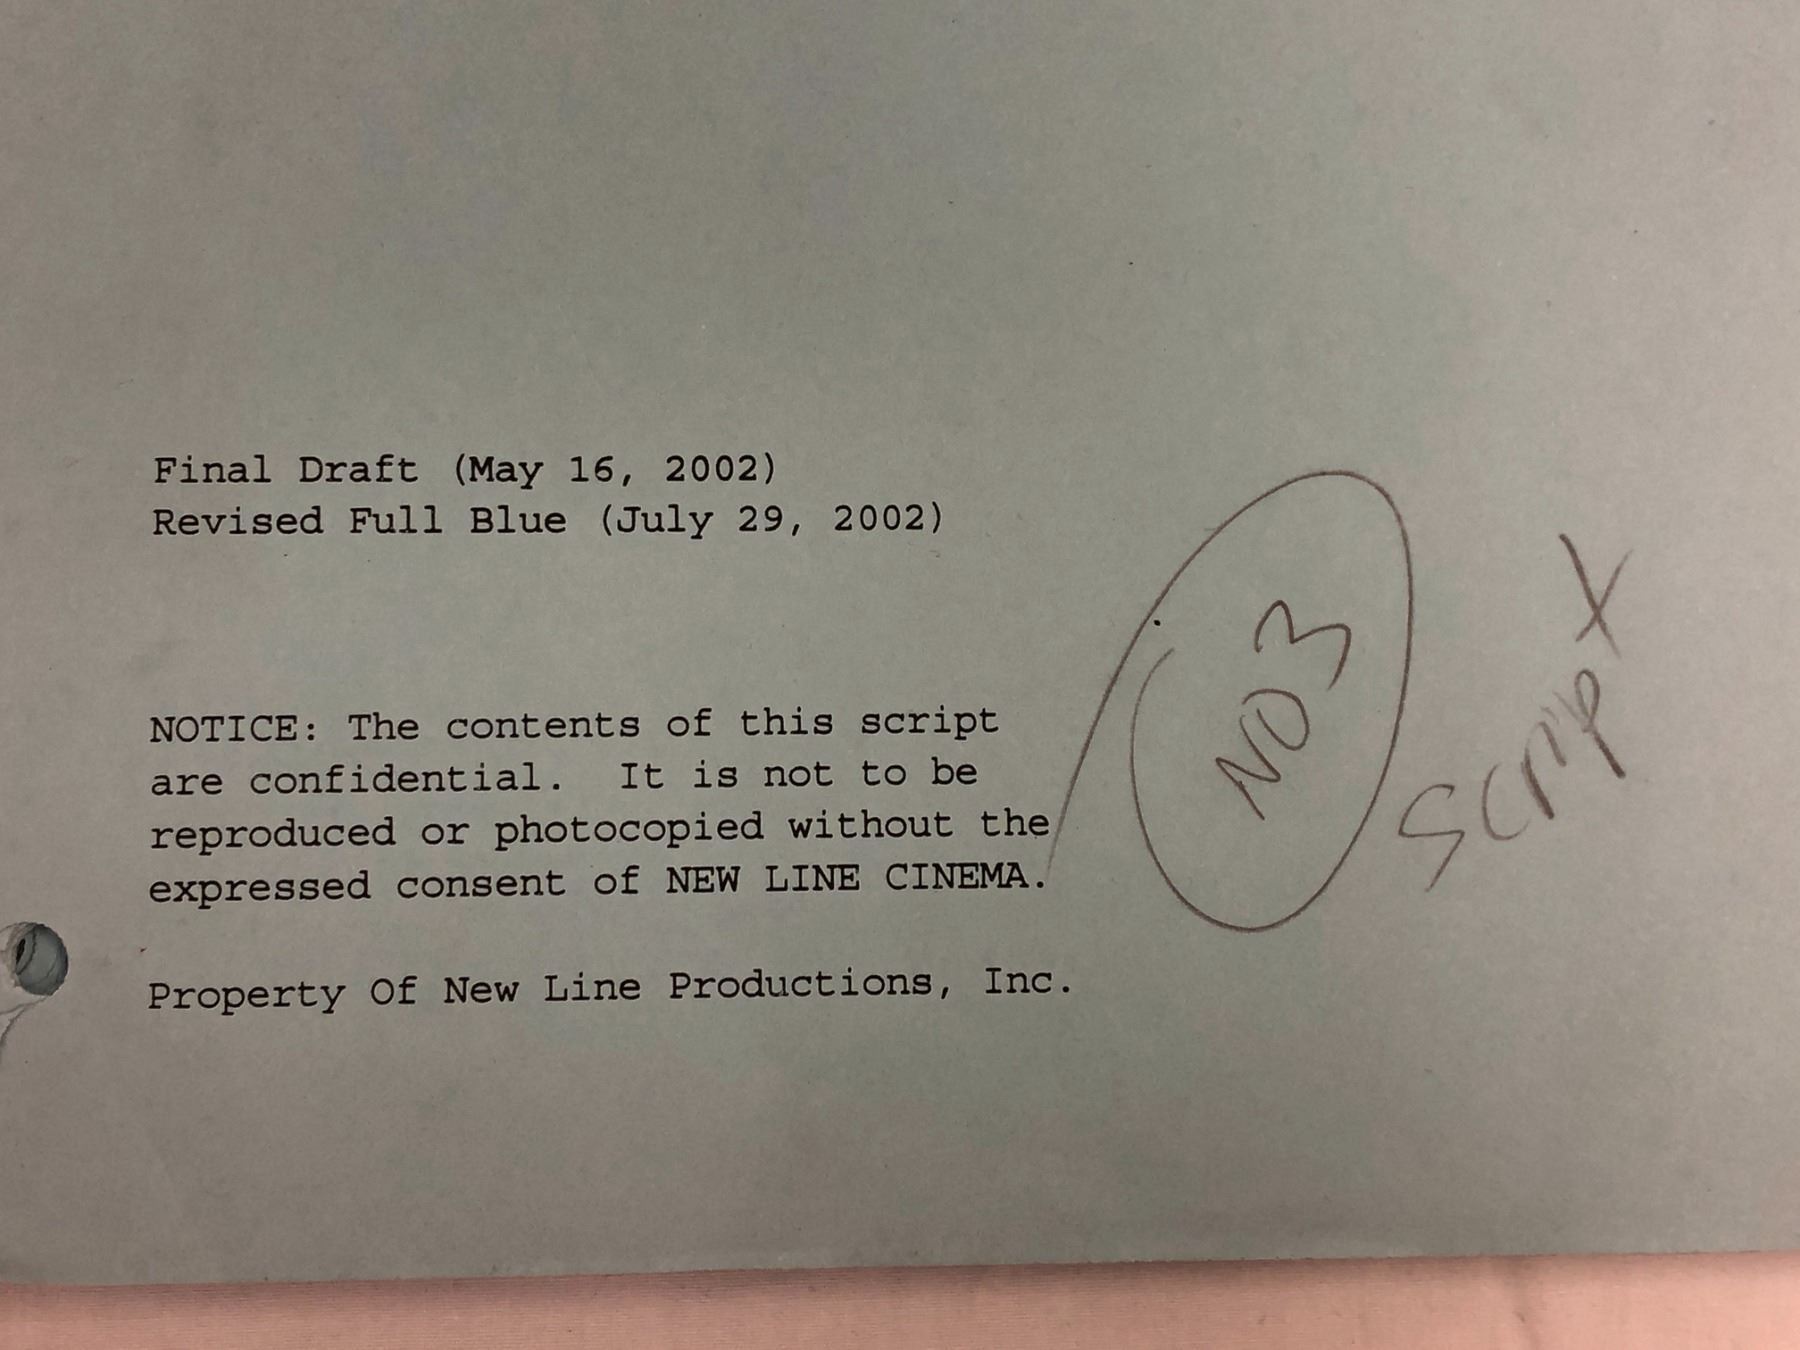 Final Draft (May 16, 2002)
Revised Full Blue (July 29, 2002)
NOTICE: The contents of this script
are confidential.  It is not to be
reproduced or photocopied without the
expressed consent of NEW LINE CINEMA.
Property Of New Line Productions, Inc.
NO 3
Script